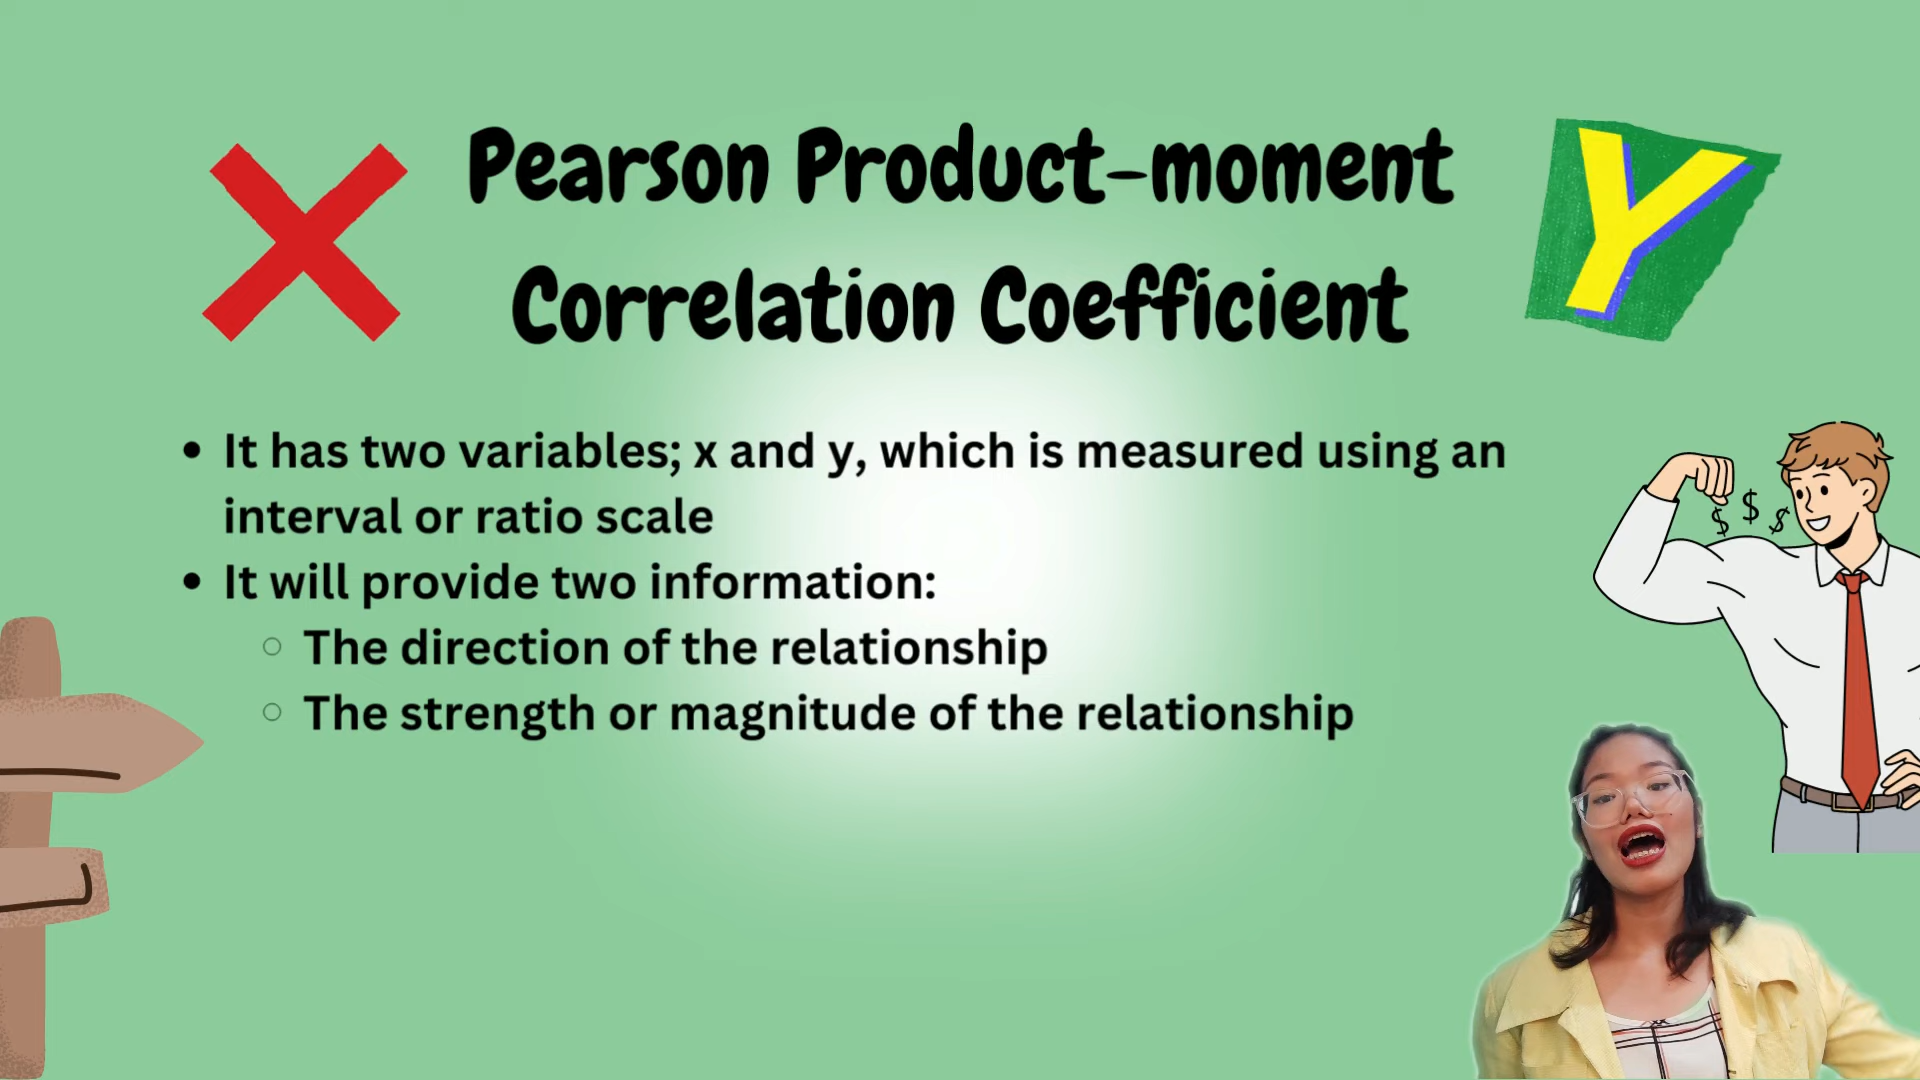 Pearson Product-moment
Correlation Coefficient
Y
• It has two variables; x and y, which is measured using an
interval or ratio scale
• It will provide two information:
○ The direction of the relationship
○ The strength or magnitude of the relationship
$ $ $